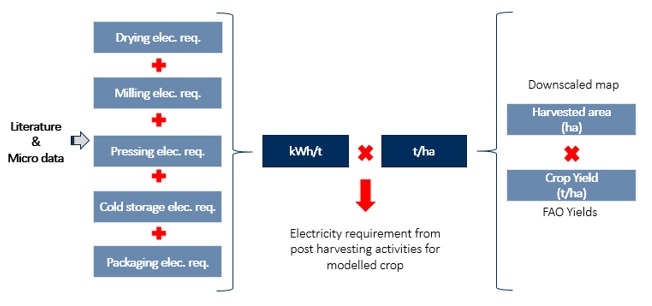 Literature
&
Micro data
Drying elec. req.
Milling elec. req.
Pressing elec. req.
Cold storage elec. req.
Packaging elec. req.
kWh/t
t/ha
Electricity requirement from
post harvesting activities for
modelled crop
Downscaled map
Harvested area
(ha)
Crop Yield
(t/ha)
FAO Yields